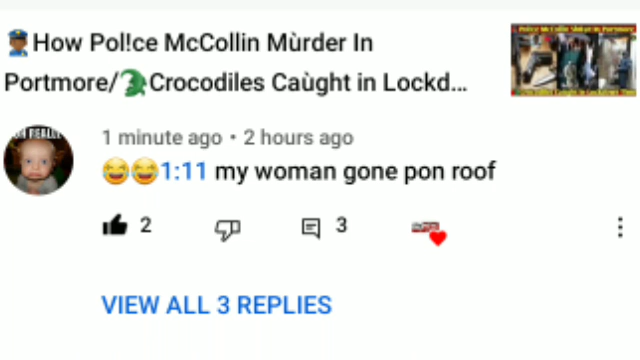 👮🏾How Pol!ce McCollin Mùrder In
Portmore/🐊Crocodiles Caùght in Lockd...
1 minute ago • 2 hours ago
😂😂1:11 my woman gone pon roof
2
3
VIEW ALL 3 REPLIES